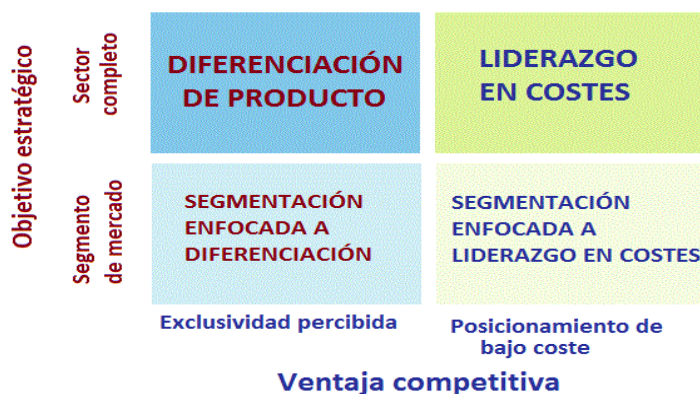 Objetivo estratégico
Sector
completo
DIFERENCIACIÓN
DE PRODUCTO
LIDERAZGO
EN COSTES
Segmento
de mercado
SEGMENTACIÓN
ENFOCADA A
DIFERENCIACIÓN
SEGMENTACIÓN
ENFOCADA A
LIDERAZGO EN COSTES
Exclusividad percibida
Posicionamiento de
bajo coste
Ventaja competitiva